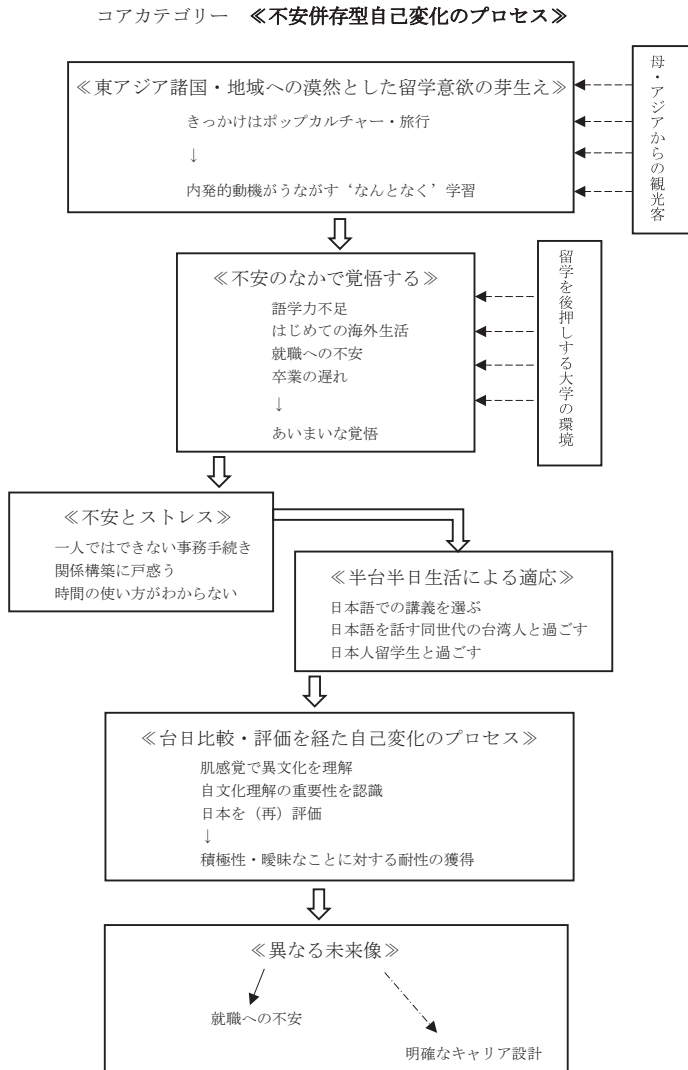 コアカテゴリー ≪不安併存型自己変化のプロセス≫
≪東アジア諸国・地域への漠然とした留学意欲の芽生え≫
きっかけはポップカルチャー・旅行
↓
内発的動機がうながす‘なんとなく’学習
母・アジアからの観光客
≪不安のなかで覚悟する≫
語学力不足
はじめての海外生活
就職への不安
卒業の遅れ
↓
あいまいな覚悟
留学を後押しする大学の環境
≪不安とストレス≫
一人ではできない事務手続き
関係構築に戸惑う
時間の使い方がわからない
≪半台半日生活による適応≫
日本語での講義を選ぶ
日本語を話す同世代の台湾人と過ごす
日本人留学生と過ごす
≪台日比較・評価を経た自己変化のプロセス≫
肌感覚で異文化を理解
自文化理解の重要性を認識
日本を（再）評価
↓
積極性・曖昧なことに対する耐性の獲得
≪異なる未来像≫
就職への不安
明確なキャリア設計